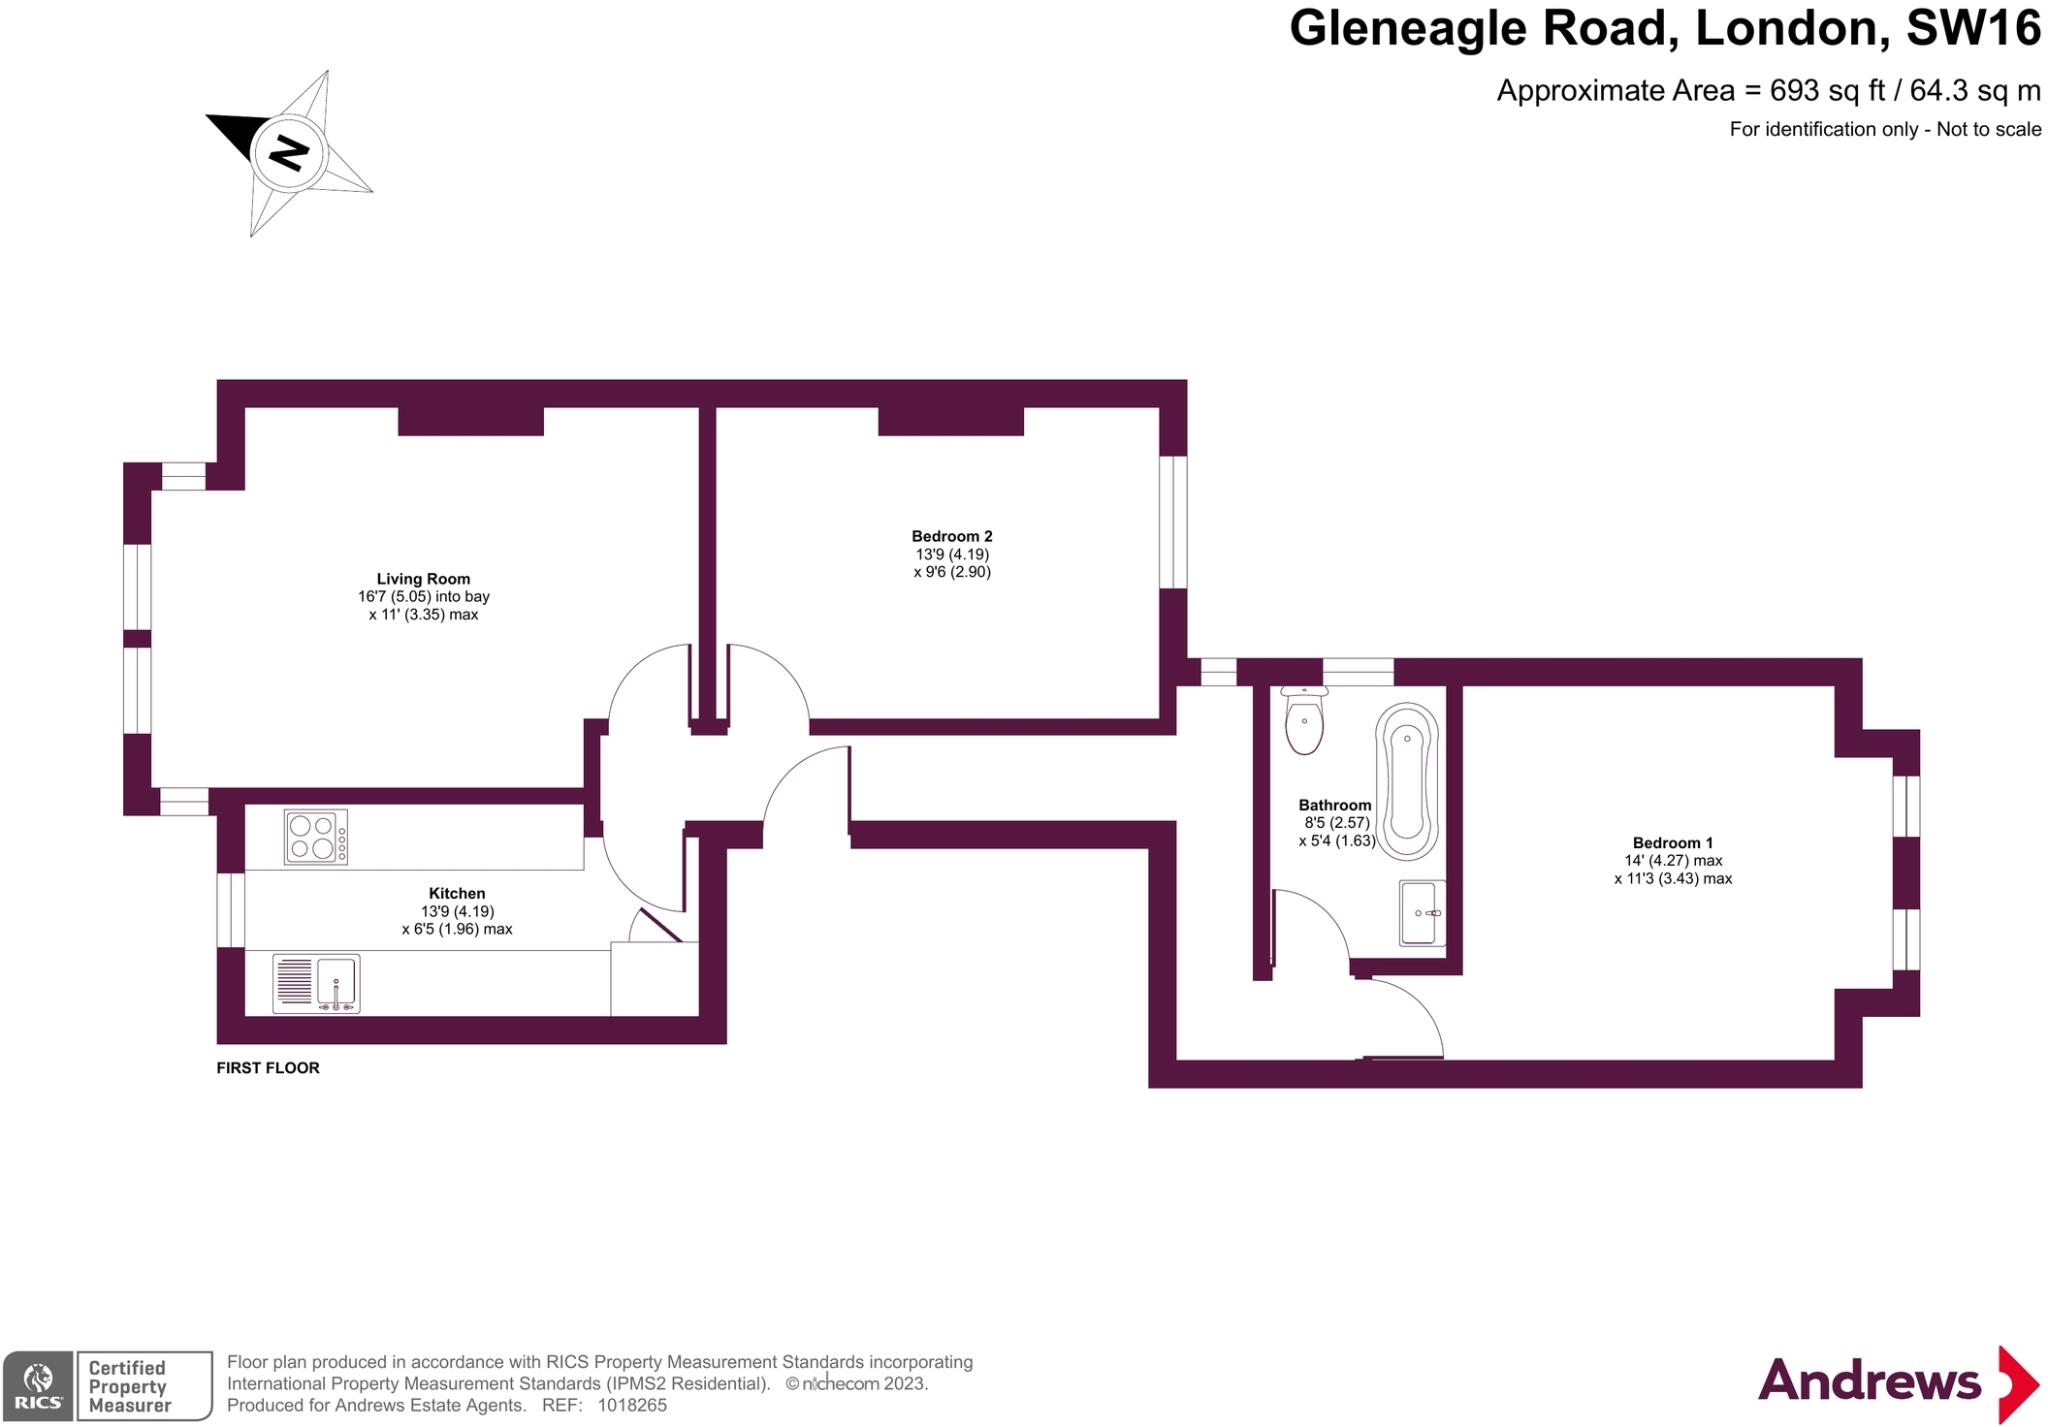 Gleneagle Road, London, SW16
Approximate Area = 693 sq ft / 64.3 sq m
For identification only - Not to scale
N
Bedroom 2
13'9 (4.19)
x 9'6 (2.90)
Living Room
16'7 (5.05) into bay
x 11' (3.35) max
Bathroom
8'5 (2.57)
x 5'4 (1.63)
Bedroom 1
14' (4.27) max
x 11'3 (3.43) max
Kitchen
13'9 (4.19)
x 6'5 (1.96) max
FIRST FLOOR
RICS
Certified
Property
Measurer
Floor plan produced in accordance with RICS Property Measurement Standards incorporating
International Property Measurement Standards (IPMS2 Residential). © nichecom 2023.
Produced for Andrews Estate Agents. REF: 1018265
Andrews